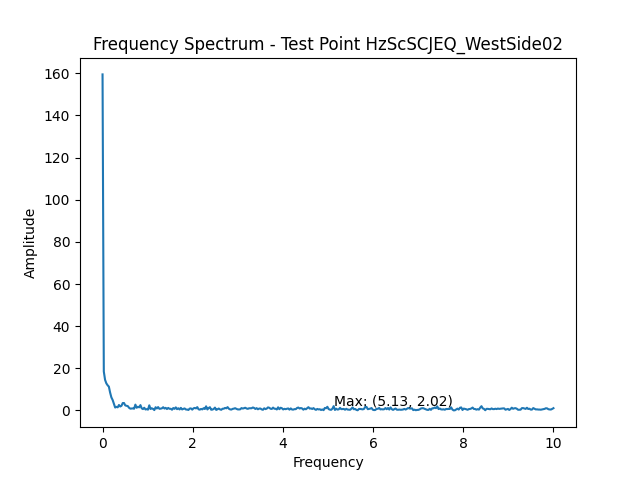 Frequency Spectrum - Test Point HzScSCJEQ_WestSide02
160
140
120
100
80
60
40
20
0
Amplitude
Max: (5.13, 2.02)
0 2 4 6 8 10
Frequency